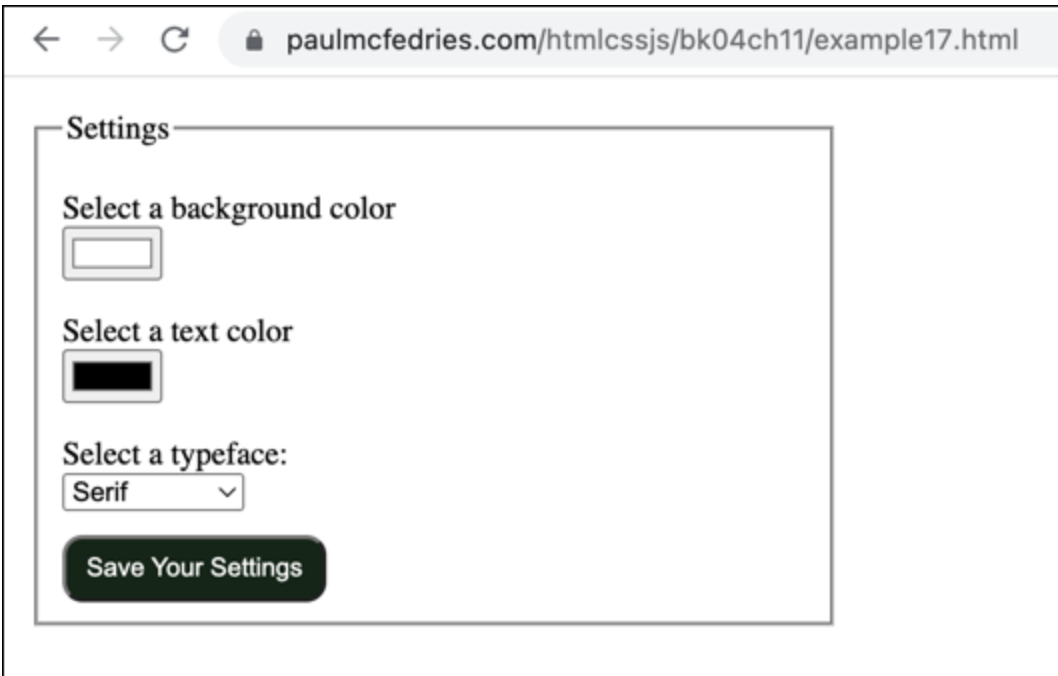 paulmcfedries.com/htmlcssjs/bk04ch11/example17.html
Settings
Select a background color
Select a text color
Select a typeface:
Serif
Save Your Settings